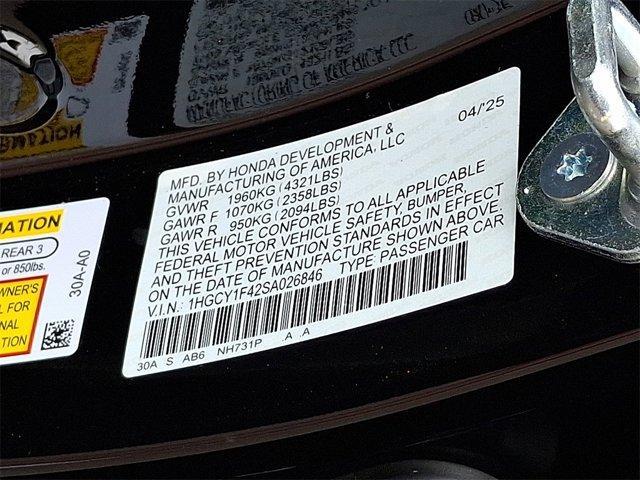 MFD. BY HONDA DEVELOPMENT & 04/'25
MANUFACTURING OF AMERICA, LLC
GVWR 1960KG(4321LBS)
GAWR F 1070KG(2358LBS)
GAWR R 950KG(2094LBS)
THIS VEHICLE CONFORMS TO ALL APPLICABLE
FEDERAL MOTOR VEHICLE SAFETY, BUMPER,
AND THEFT PREVENTION STANDARDS IN EFFECT
ON THE DATE OF MANUFACTURE SHOWN ABOVE.
V.I.N.: 1HGCY1F42SA026846 TYPE: PASSENGER CAR
30A S AB6 NH731P .A .A
MATION
REAR 3
or 850lbs.
30A-A0
WNER'S
L FOR
NAL
TION